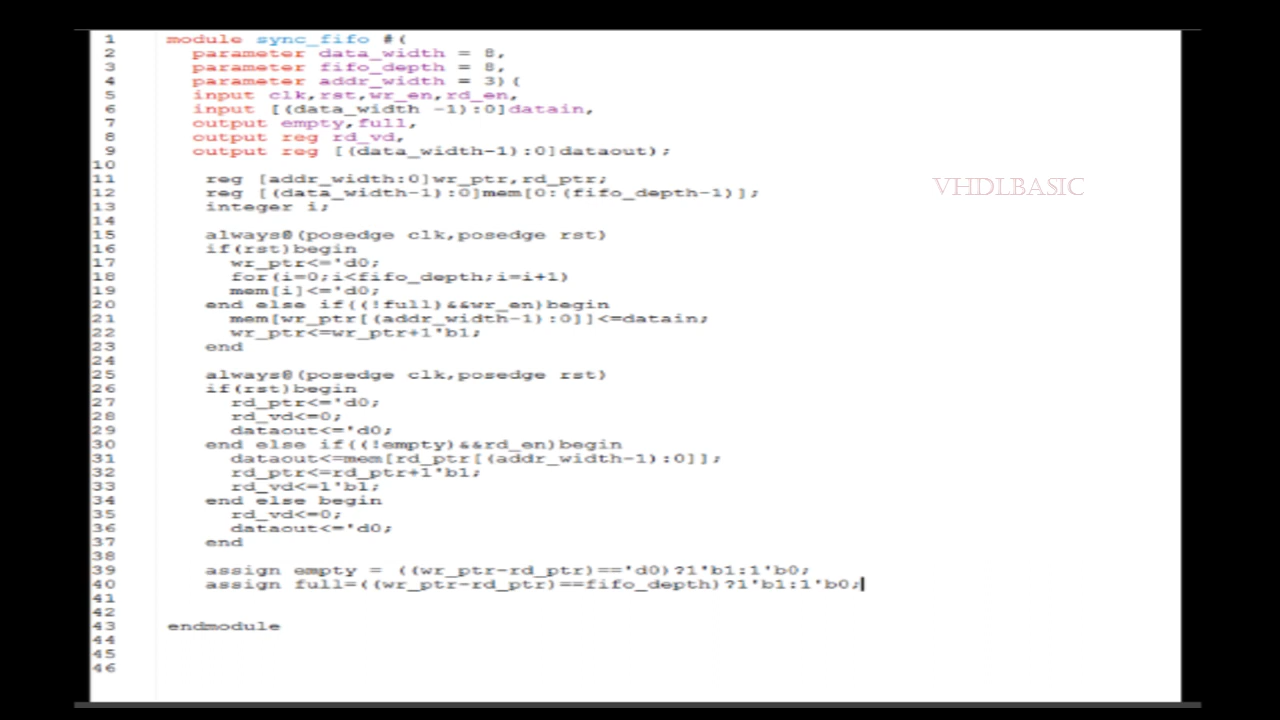 1 module sync_fifo #(
2 parameter data_width = 8,
3 parameter fifo_depth = 8,
4 parameter addr_width = 3)(
5 input clk,rst,wr_en,rd_en,
6 input [(data_width -1):0]datain,
7 output empty,full,
8 output reg rd_vd,
9 output reg [(data_width-1):0]dataout);
10
11 reg [addr_width:0]wr_ptr,rd_ptr;
12 reg [(data_width-1):0]mem[0:(fifo_depth-1)];
VHDLBASIC
13 integer i;
14
15 always@(posedge clk,posedge rst)
16 if(rst)begin
17 wr_ptr<='d0;
18 for(i=0;i<fifo_depth;i=i+1)
19 mem[i]<='d0;
20 end else if((!full)&&wr_en)begin
21 mem[wr_ptr[(addr_width-1):0]]<=datain;
22 wr_ptr<=wr_ptr+1'b1;
23 end
24
25 always@(posedge clk,posedge rst)
26 if(rst)begin
27 rd_ptr<='d0;
28 rd_vd<=0;
29 dataout<='d0;
30 end else if((!empty)&&rd_en)begin
31 dataout<=mem[rd_ptr[(addr_width-1):0]];
32 rd_ptr<=rd_ptr+1'b1;
33 rd_vd<=1'b1;
34 end else begin
35 rd_vd<=0;
36 dataout<='d0;
37 end
38
39 assign empty = ((wr_ptr-rd_ptr)=='d0)?1'b1:1'b0;
40 assign full=((wr_ptr-rd_ptr)==fifo_depth)?1'b1:1'b0;
41
42
43 endmodule
44
45
46